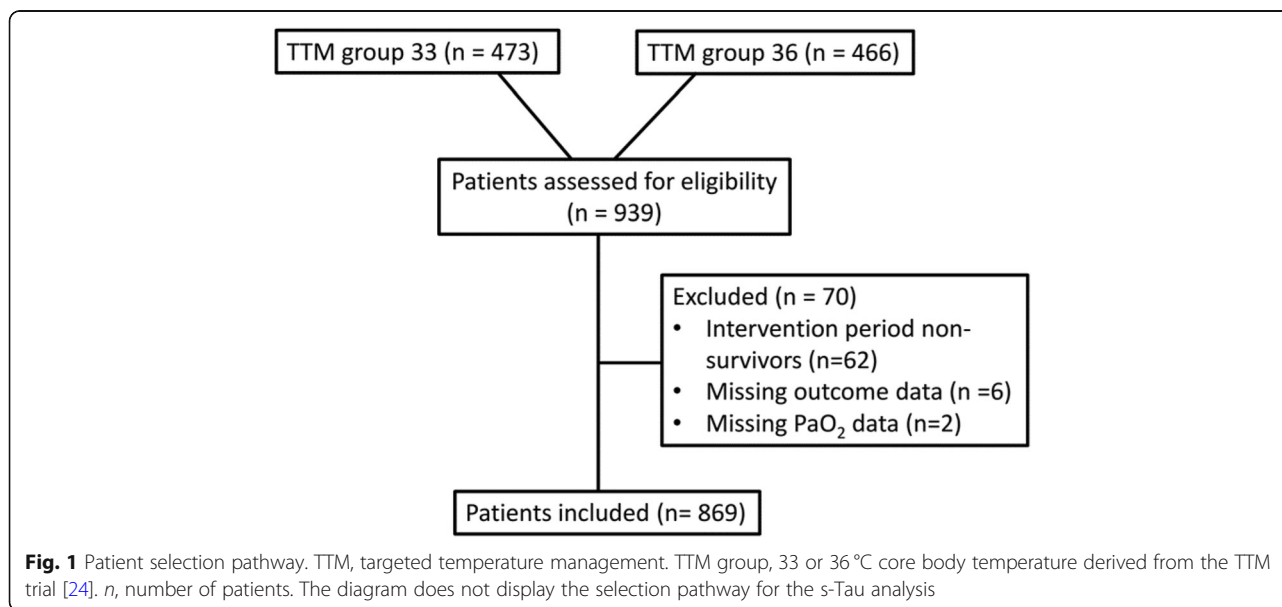 TTM group 33 (n = 473)
TTM group 36 (n = 466)
Patients assessed for eligibility
(n = 939)
Excluded (n = 70)
• Intervention period non-
survivors (n=62)
• Missing outcome data (n =6)
• Missing PaO₂ data (n=2)
Patients included (n= 869)
Fig. 1 Patient selection pathway. TTM, targeted temperature management. TTM group, 33 or 36 °C core body temperature derived from the TTM
trial [24]. n, number of patients. The diagram does not display the selection pathway for the s-Tau analysis